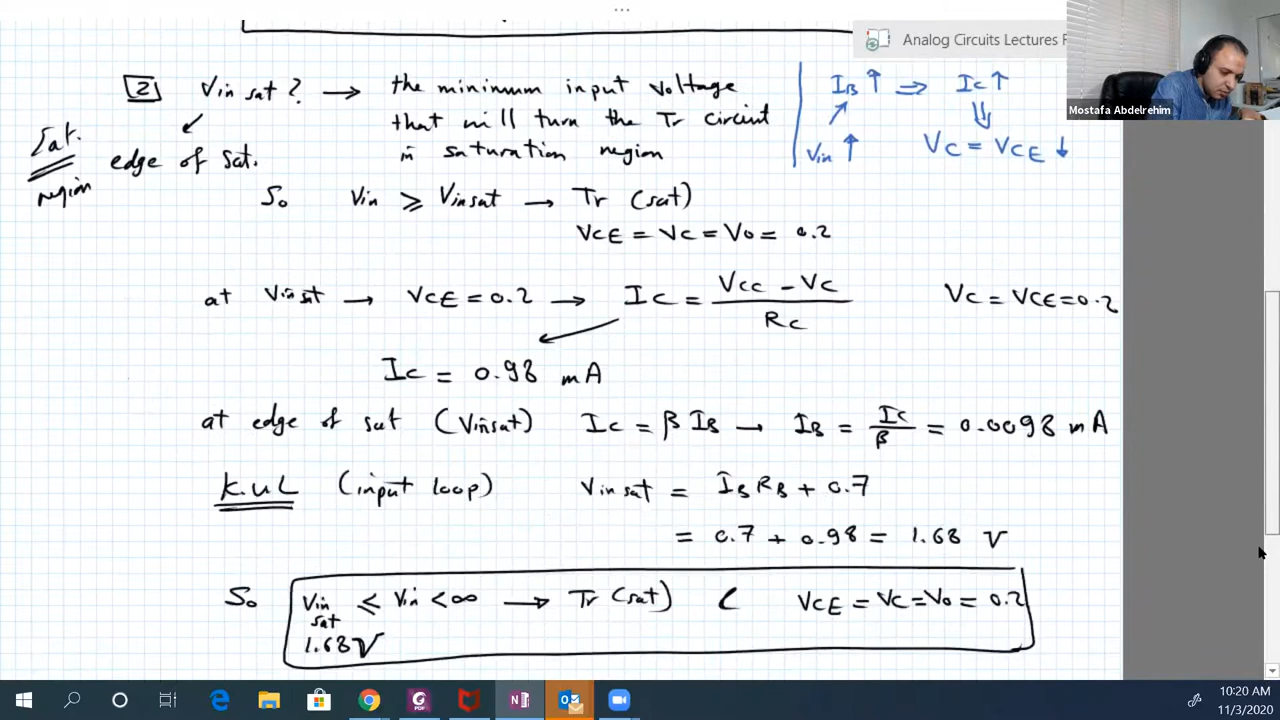 Analog Circuits Lectures F
Mostafa Abdelrehim
[2] Vin sat? → the minimum input voltage
that will turn the Tr circuit
in saturation region
Sat.
region
edge of sat.
IB ↑ ⇒ IC ↑
Vin ↑
VC = VCE ↓
So Vin ≥ Vinsat → Tr (sat)
VCE = VC = VO = 0.2
at Vinsat → VCE = 0.2 → IC = VCC - VC / RC VC = VCE = 0.2
IC = 0.98 mA
at edge of sat (Vinsat) IC = β IB → IB = IC / β = 0.0098 mA
K.V.L (input loop) Vin sat = IB RB + 0.7
= 0.7 + 0.98 = 1.68 V
So Vin sat ≤ Vin < ∞ → Tr (sat) VCE = VC = VO = 0.2
1.68 V
10:20 AM
11/3/2020